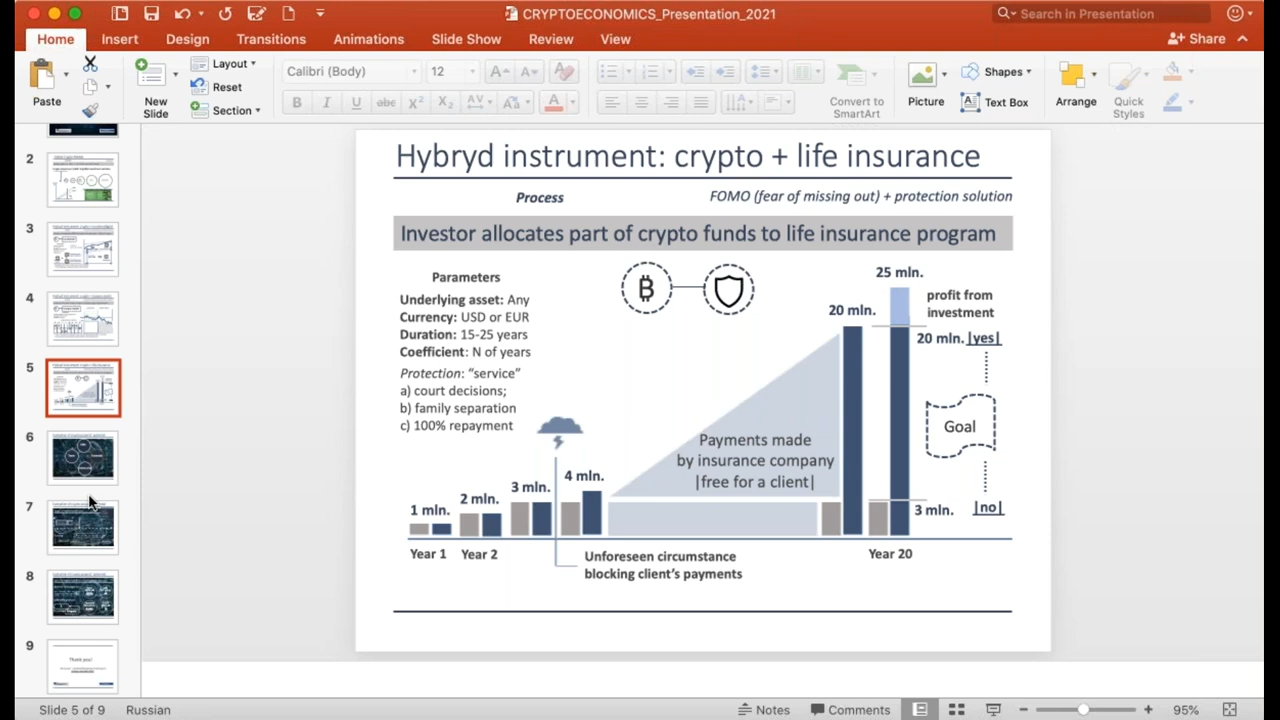 CRYPTOECONOMICS_Presentation_2021
Search in Presentation
Home
Insert
Design
Transitions
Animations
Slide Show
Review
View
Share
Paste
New
Slide
Layout
Reset
Section
Calibri (Body)
12
Convert to
SmartArt
Picture
Shapes
Text Box
Arrange
Quick
Styles
2
3
4
5
6
7
8
9
Thank you!
Hybryd instrument: crypto + life insurance
Process
FOMO (fear of missing out) + protection solution
Investor allocates part of crypto funds to life insurance program
Parameters
Underlying asset: Any
Currency: USD or EUR
Duration: 15-25 years
Coefficient: N of years
Protection: “service”
a) court decisions;
b) family separation
c) 100% repayment
25 mln.
profit from
investment
20 mln.
20 mln. |yes|
Goal
Payments made
by insurance company
|free for a client|
4 mln.
3 mln.
2 mln.
1 mln.
3 mln.
|no|
Year 1
Year 2
Year 20
Unforeseen circumstance
blocking client’s payments
Slide 5 of 9
Russian
Notes
Comments
95%